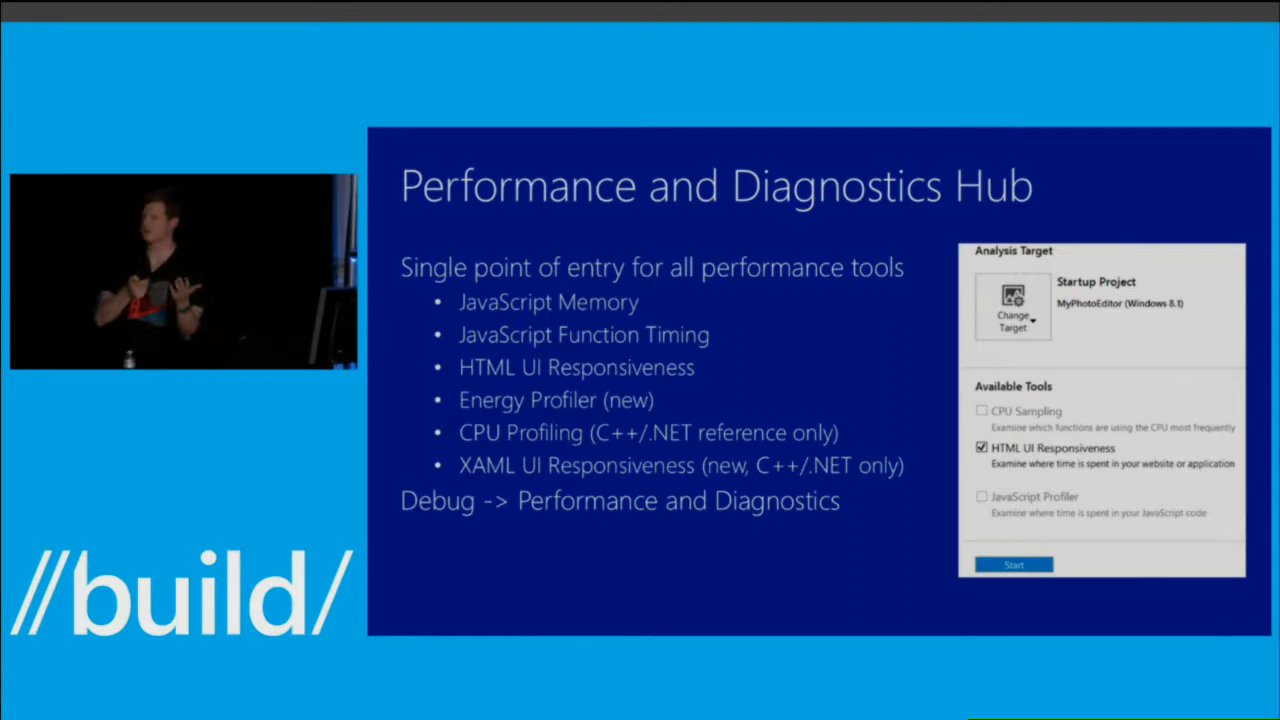 Performance and Diagnostics Hub
Single point of entry for all performance tools
• JavaScript Memory
• JavaScript Function Timing
• HTML UI Responsiveness
• Energy Profiler (new)
• CPU Profiling (C++/.NET reference only)
• XAML UI Responsiveness (new, C++/.NET only)
Debug -> Performance and Diagnostics
Analysis Target
Change
Target
Startup Project
MyPhotoEditor (Windows 8.1)
Available Tools
CPU Sampling
Examine which functions are using the CPU most frequently
HTML UI Responsiveness
Examine where time is spent in your website or application
JavaScript Profiler
Examine where time is spent in your JavaScript code
Start
//build/